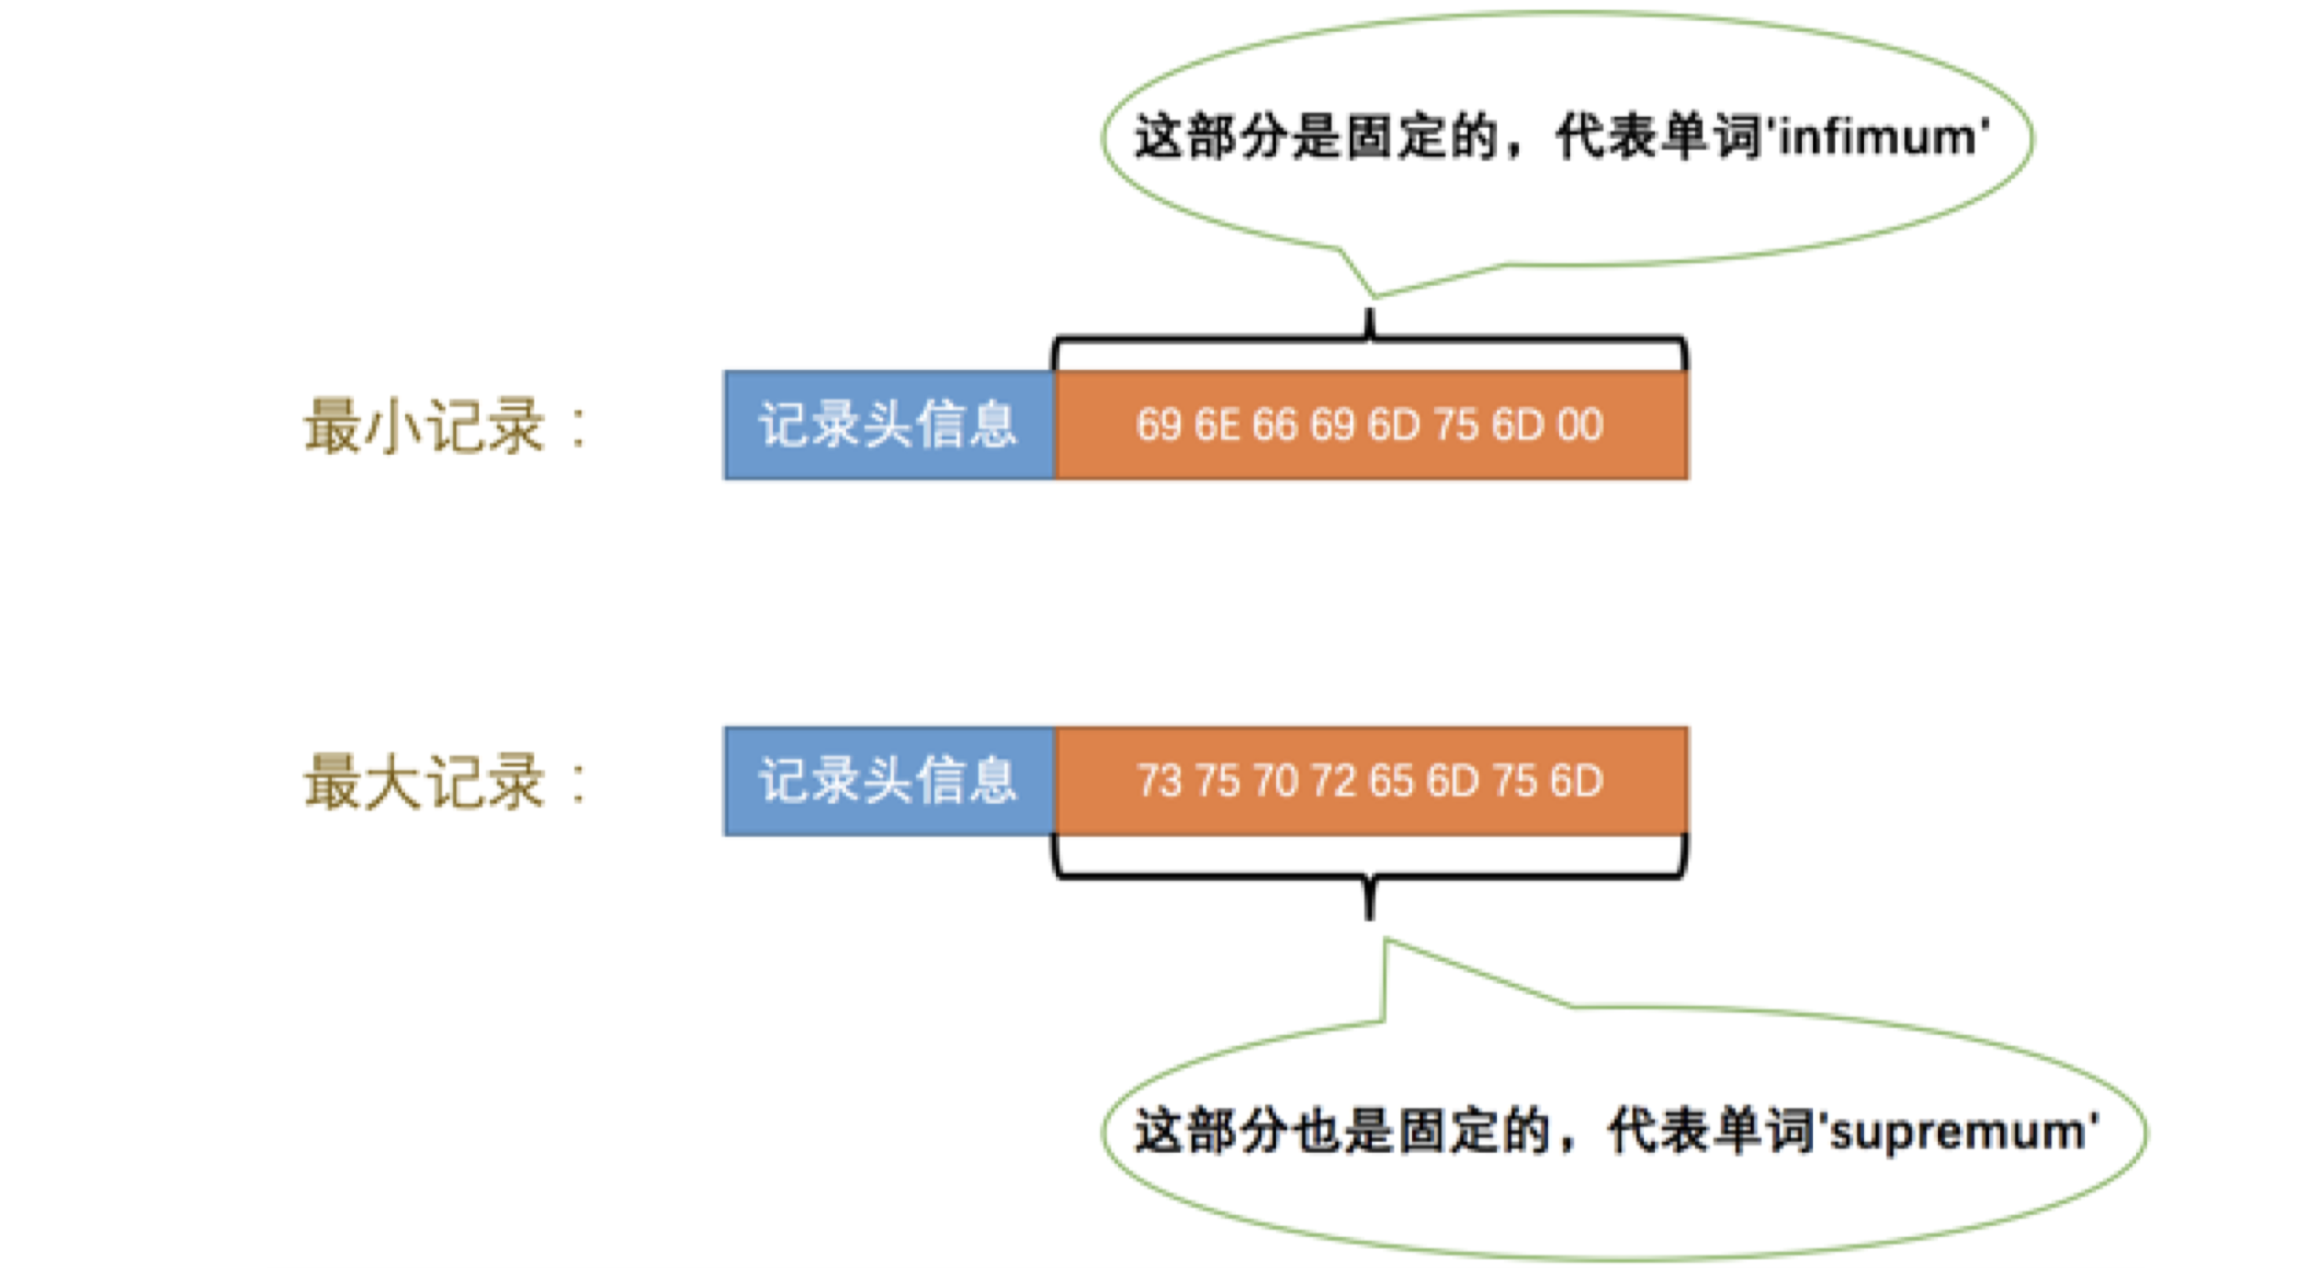 这部分是固定的，代表单词'infimum'
最小记录：
记录头信息
69 6E 66 69 6D 75 6D 00
最大记录：
记录头信息
73 75 70 72 65 6D 75 6D
这部分也是固定的，代表单词'supremum'